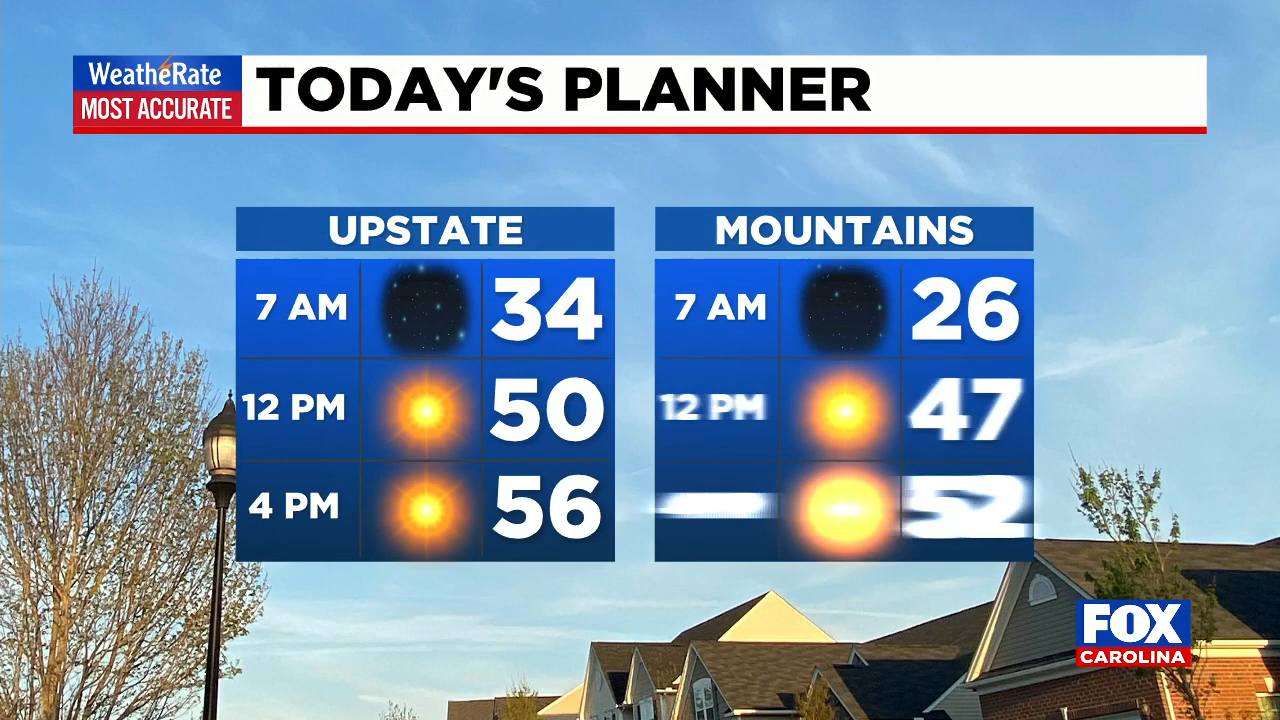 WeatheRate
MOST ACCURATE
TODAY'S PLANNER
UPSTATE
7 AM 34
12 PM 50
4 PM 56
MOUNTAINS
7 AM 26
12 PM 47
52
FOX
CAROLINA